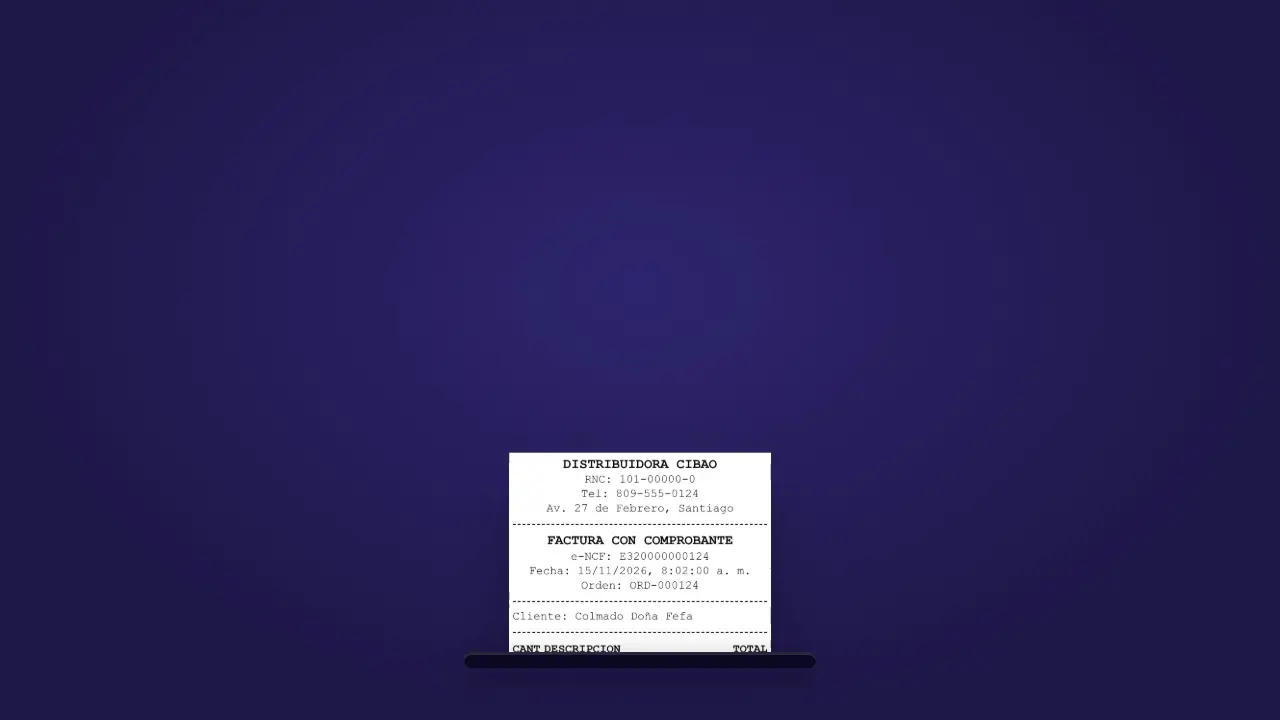 DISTRIBUIDORA CIBAO
RNC: 101-00000-0
Tel: 809-555-0124
Av. 27 de Febrero, Santiago
FACTURA CON COMPROBANTE
e-NCF: E320000000124
Fecha: 15/11/2026, 8:02:00 a. m.
Orden: ORD-000124
Cliente: Colmado Doña Fefa
CANT DESCRIPCION TOTAL